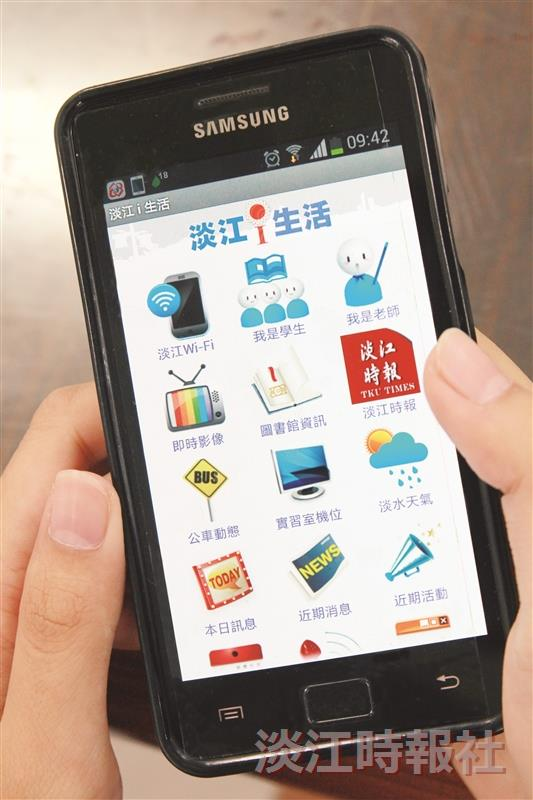 SAMSUNG
18 09:42
淡江i生活
淡江i生活
淡江Wi-Fi 我是學生 我是老師
淡江
時報
TKU TIMES
即時影像 圖書館資訊 淡江時報
BUS
公車動態 實習室機位 淡水天氣
TODAY NEWS
本日訊息 近期消息 近期活動
淡江時報社